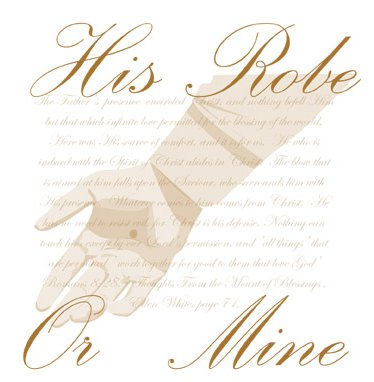 His Robe
The Father's presence encircled Christ, and nothing befell Him
but that which infinite love permitted for the blessing of the world.
Here was His source of comfort, and it is for us. He who is
imbued with the Spirit of Christ abides in Christ. The blow that
is aimed at him falls upon the Saviour, who surrounds him with
His presence. Whatever comes to him comes from Christ. He
has no need to resist evil, for Christ is his defense. Nothing can
touch him except by our Lord's permission, and "all things" that
are permitted "work together for good to them that love God"
Romans 8:28. Thoughts From the Mount of Blessings,
Ellen White, page 71.
Or Mine